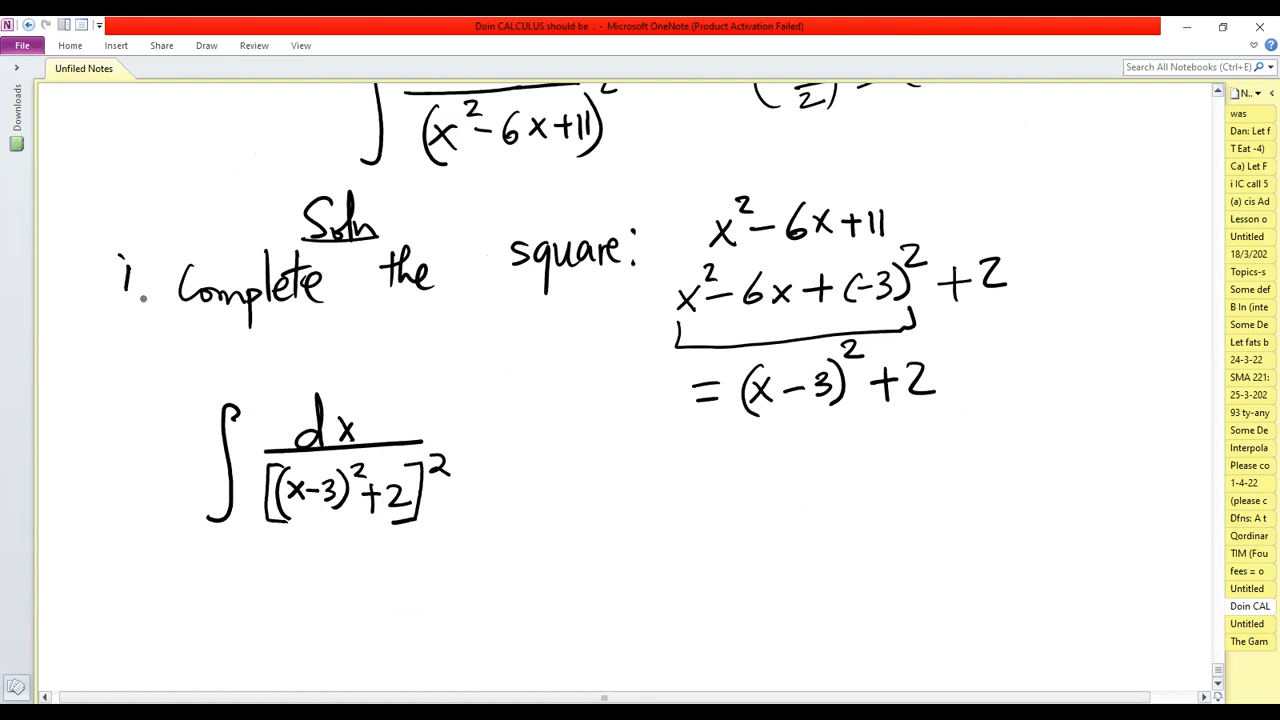 Doin CALCULUS should be . - Microsoft OneNote (Product Activation Failed)
File Home Insert Share Draw Review View
Unfiled Notes
Search All Notebooks (Ctrl+E)
Downloads
∫ (x² - 6x + 11)²
Soln
i. Complete the square:
x² - 6x + 11
x² - 6x + (-3)² + 2
= (x - 3)² + 2
∫ dx / [(x-3)² + 2]²
N..
was
Dan: Let f
T Eat -4)
Ca) Let F
i IC call 5
(a) cis Ad
Lesson o
Untitled
18/3/202
Topics-s
Some def
B In (inte
Some De
Let fats b
24-3-22
SMA 221:
25-3-202
93 ty-any
Some De
Interpola
Please co
1-4-22
(please c
Dfns: A t
Qordinar
TIM (Fou
fees = o
Untitled
Doin CAL
Untitled
The Gam